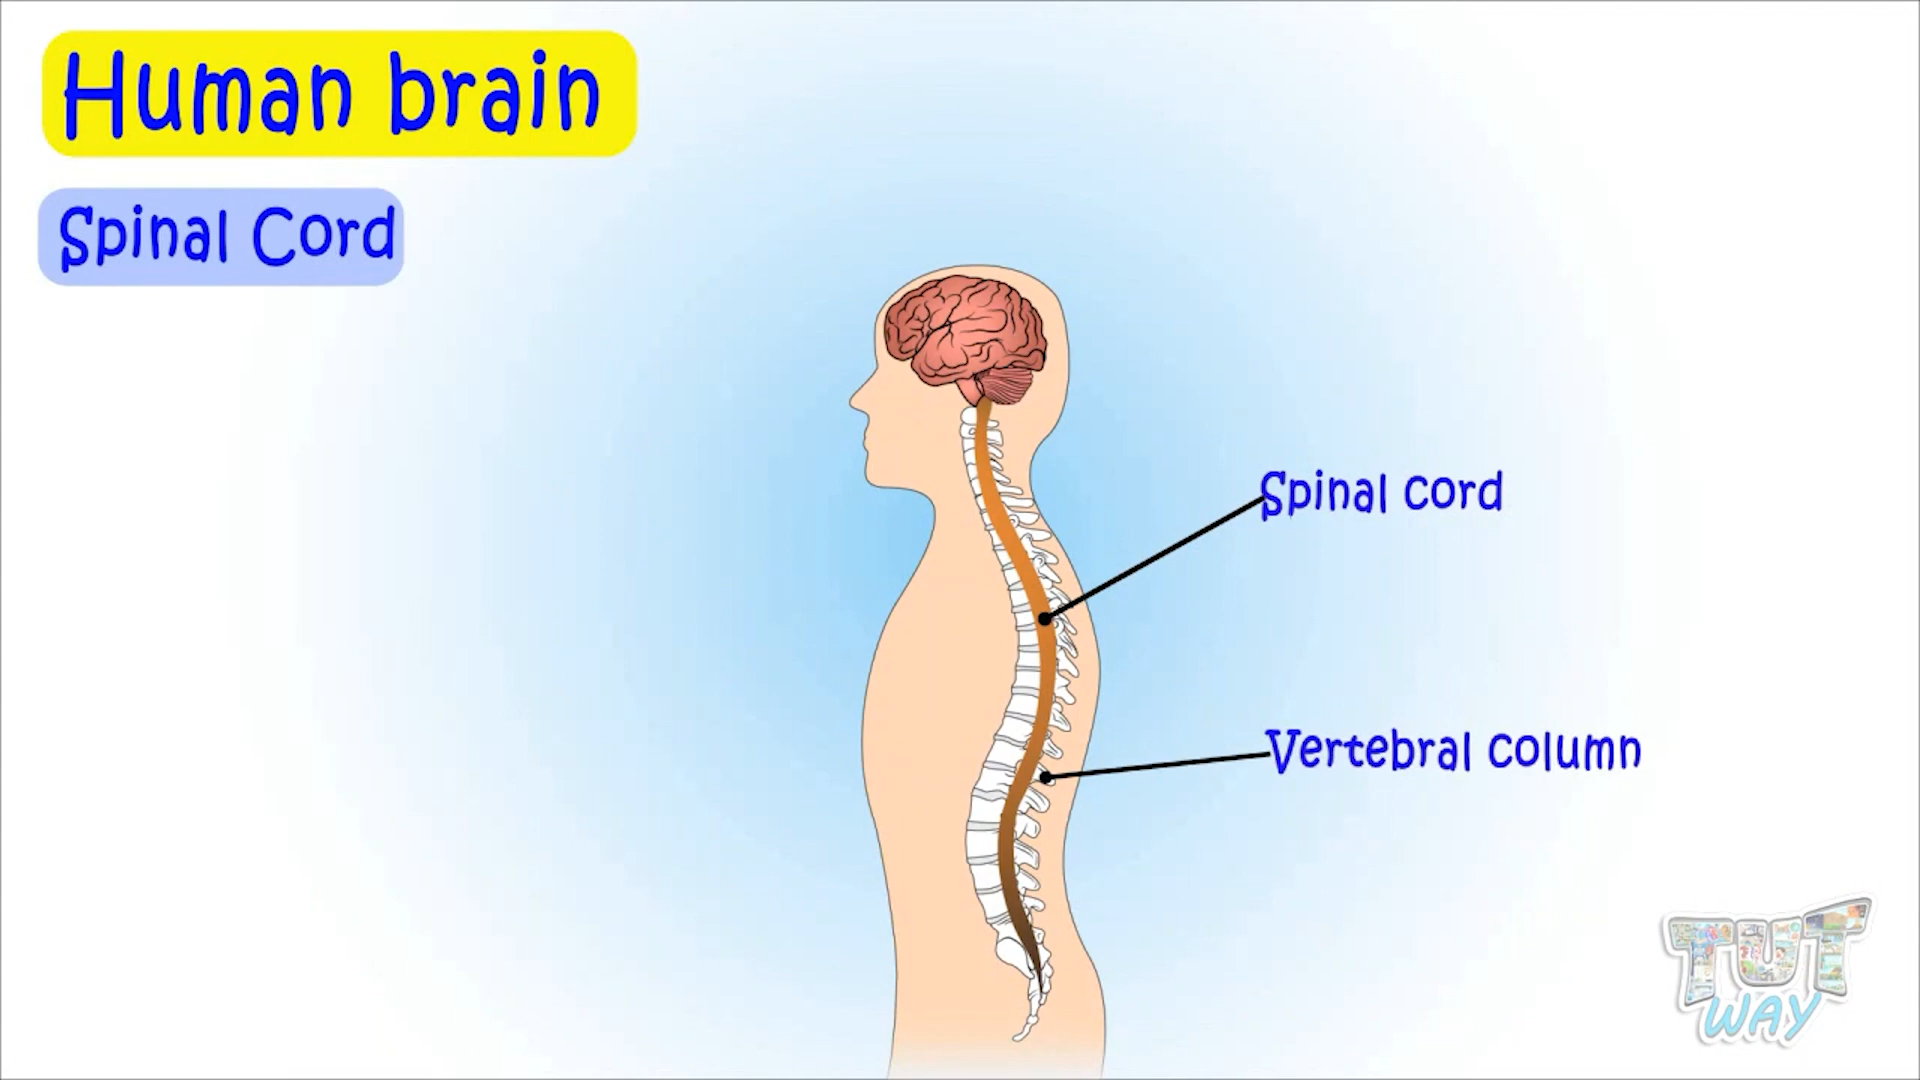 Human brain
Spinal Cord
Spinal cord
Vertebral column
TUT
WAY